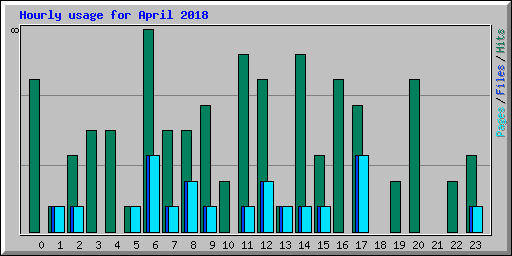 Hourly usage for April 2018
8
Pages/Files/Hits
0 1 2 3 4 5 6 7 8 9 10 11 12 13 14 15 16 17 18 19 20 21 22 23